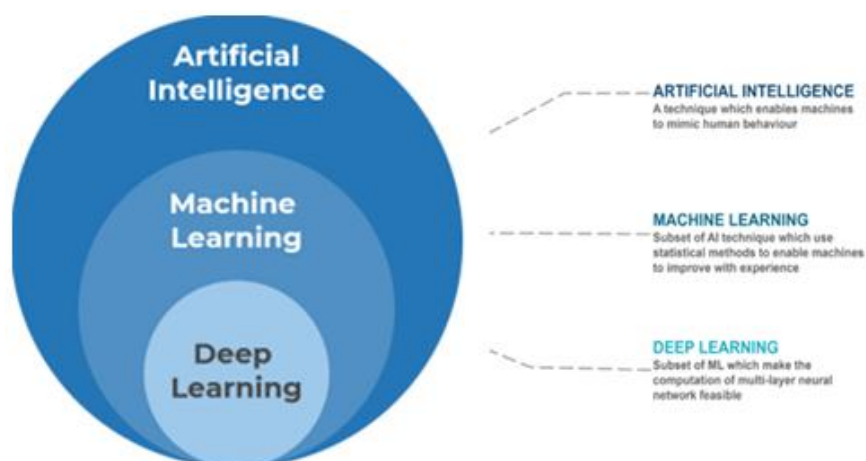 Artificial
Intelligence
Machine
Learning
Deep
Learning
ARTIFICIAL INTELLIGENCE
A technique which enables machines
to mimic human behaviour
MACHINE LEARNING
Subset of AI technique which use
statistical methods to enable machines
to improve with experience
DEEP LEARNING
Subset of ML which make the
computation of multi-layer neural
network feasible